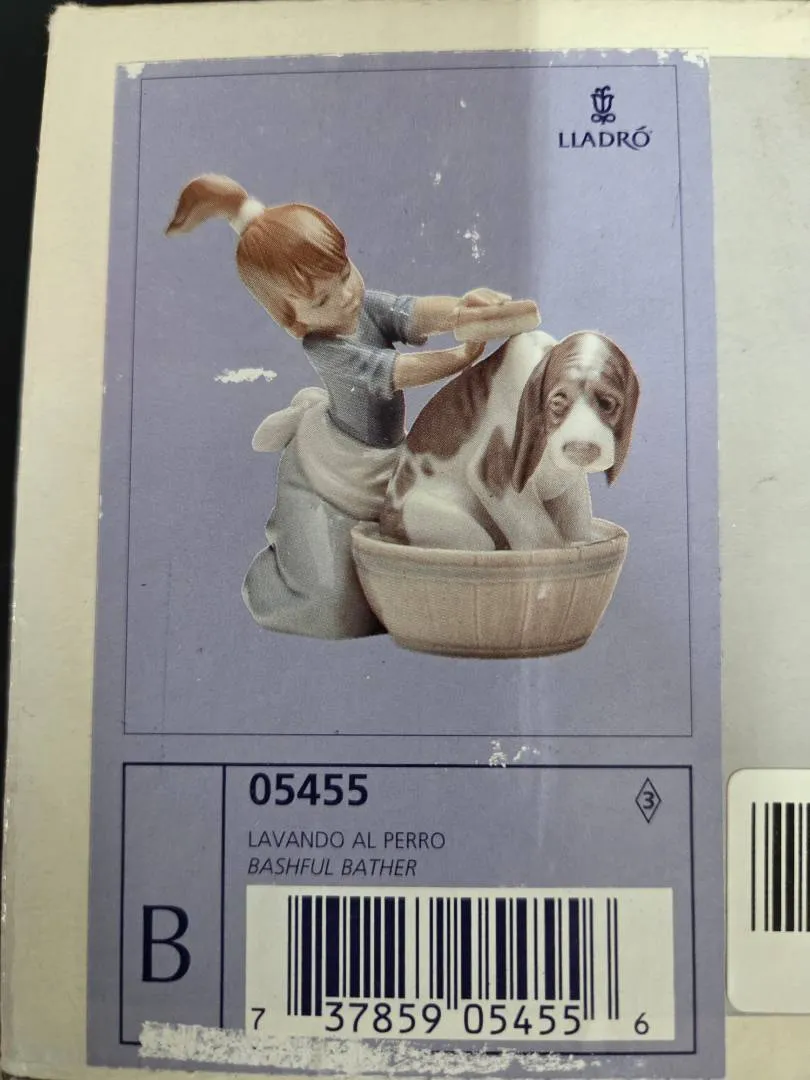 LLADRÓ
05455
3
LAVANDO AL PERRO
BASHFUL BATHER
B
7 37859 05455 6